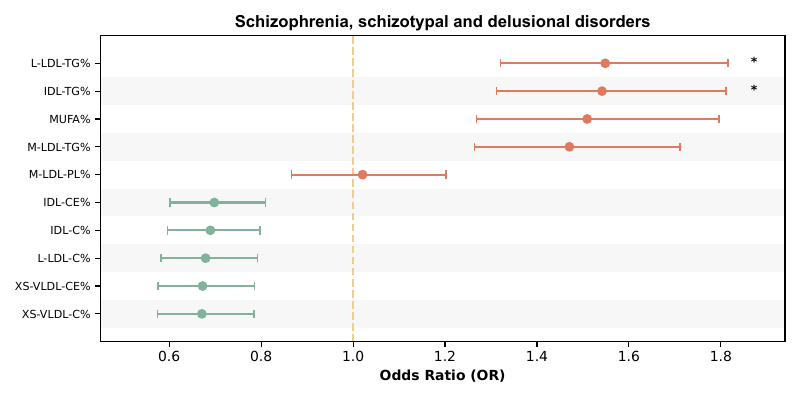 Schizophrenia, schizotypal and delusional disorders
L-LDL-TG% *
IDL-TG% *
MUFA%
M-LDL-TG%
M-LDL-PL%
IDL-CE%
IDL-C%
L-LDL-C%
XS-VLDL-CE%
XS-VLDL-C%
0.6 0.8 1.0 1.2 1.4 1.6 1.8
Odds Ratio (OR)